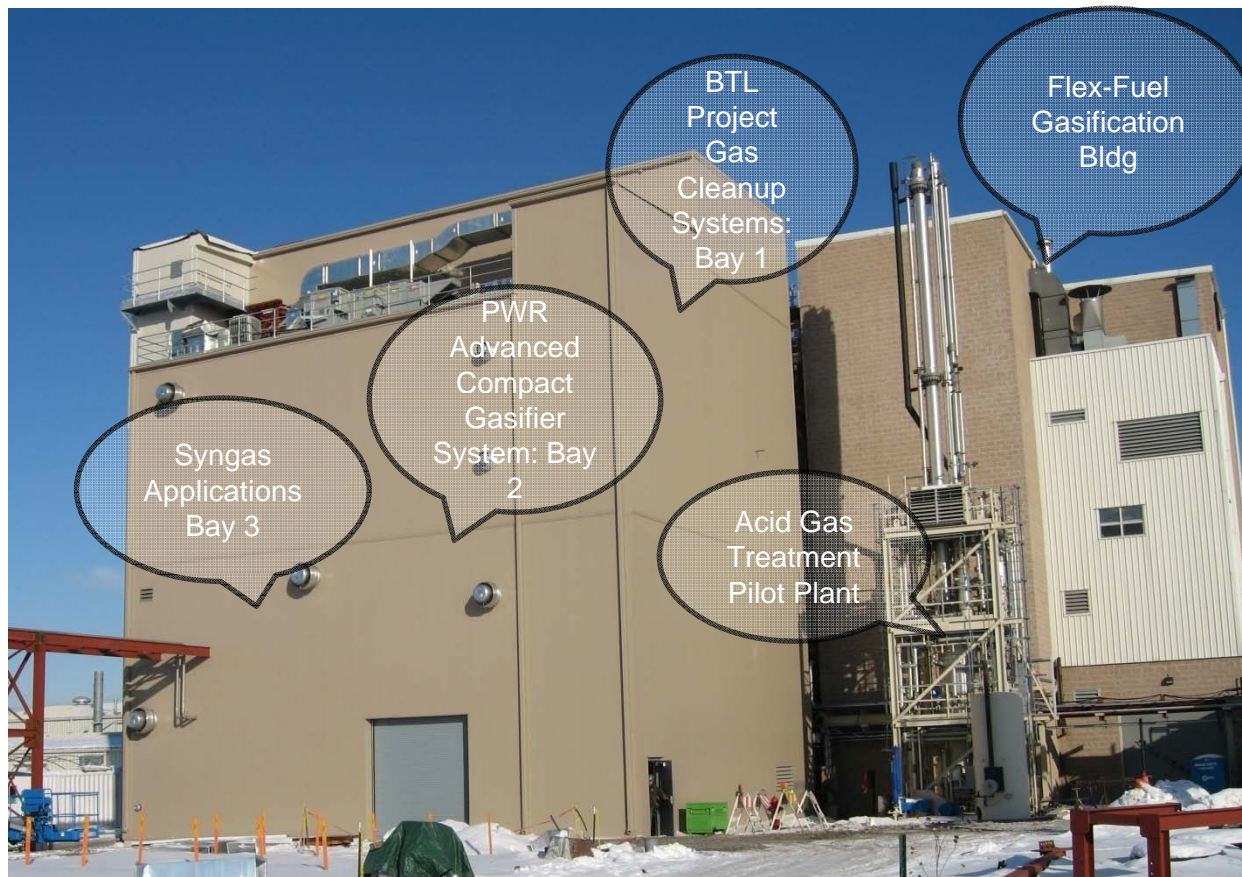 BTL
Project
Gas
Cleanup
Systems:
Bay 1
Flex-Fuel
Gasification
Bldg
PWR
Advanced
Compact
Gasifier
System: Bay
2
Syngas
Applications
Bay 3
Acid Gas
Treatment
Pilot Plant